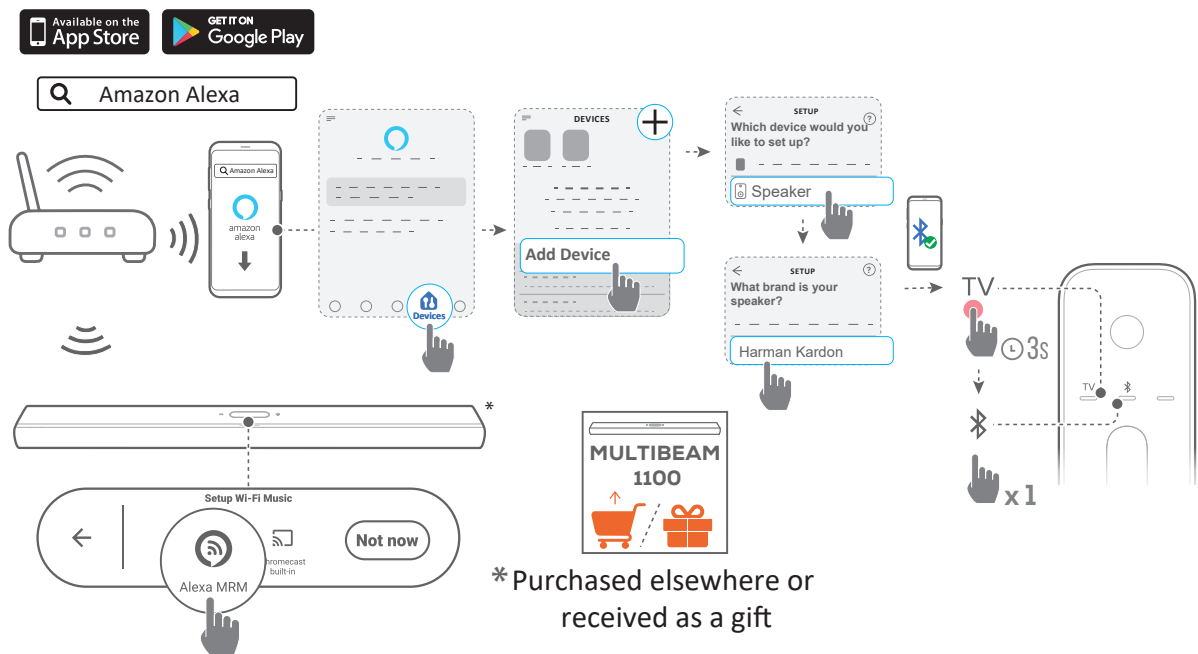 Available on the
App Store
GET IT ON
Google Play
Amazon Alexa
Amazon Alexa
amazon
alexa
Devices
DEVICES
Add Device
SETUP
?
Which device would you
like to set up?
Speaker
SETUP
?
What brand is your
speaker?
Harman Kardon
TV
3s
x 1
TV
*
Setup Wi-Fi Music
Alexa MRM
hromecast
built-in
Not now
MULTIBEAM
1100
*Purchased elsewhere or
received as a gift